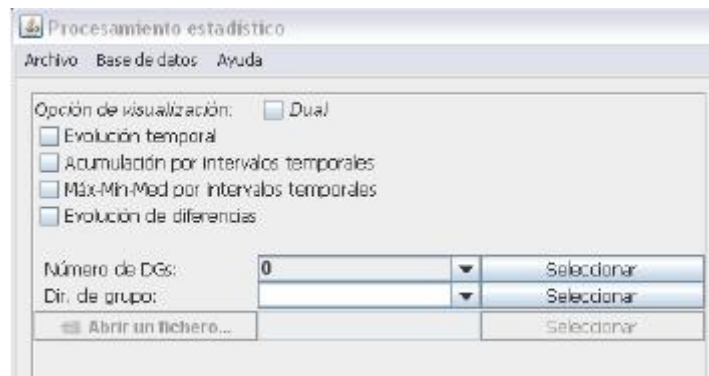 Procesamiento estadístico
Archivo Base de datos Ayuda
Opción de visualización: Dual
Evolución temporal
Acumulación por intervalos temporales
Máx-Min-Med por intervalos temporales
Evolución de diferencias
Número de DGs: 0 Seleccionar
Dir. de grupo: Seleccionar
Abrir un fichero... Seleccionar